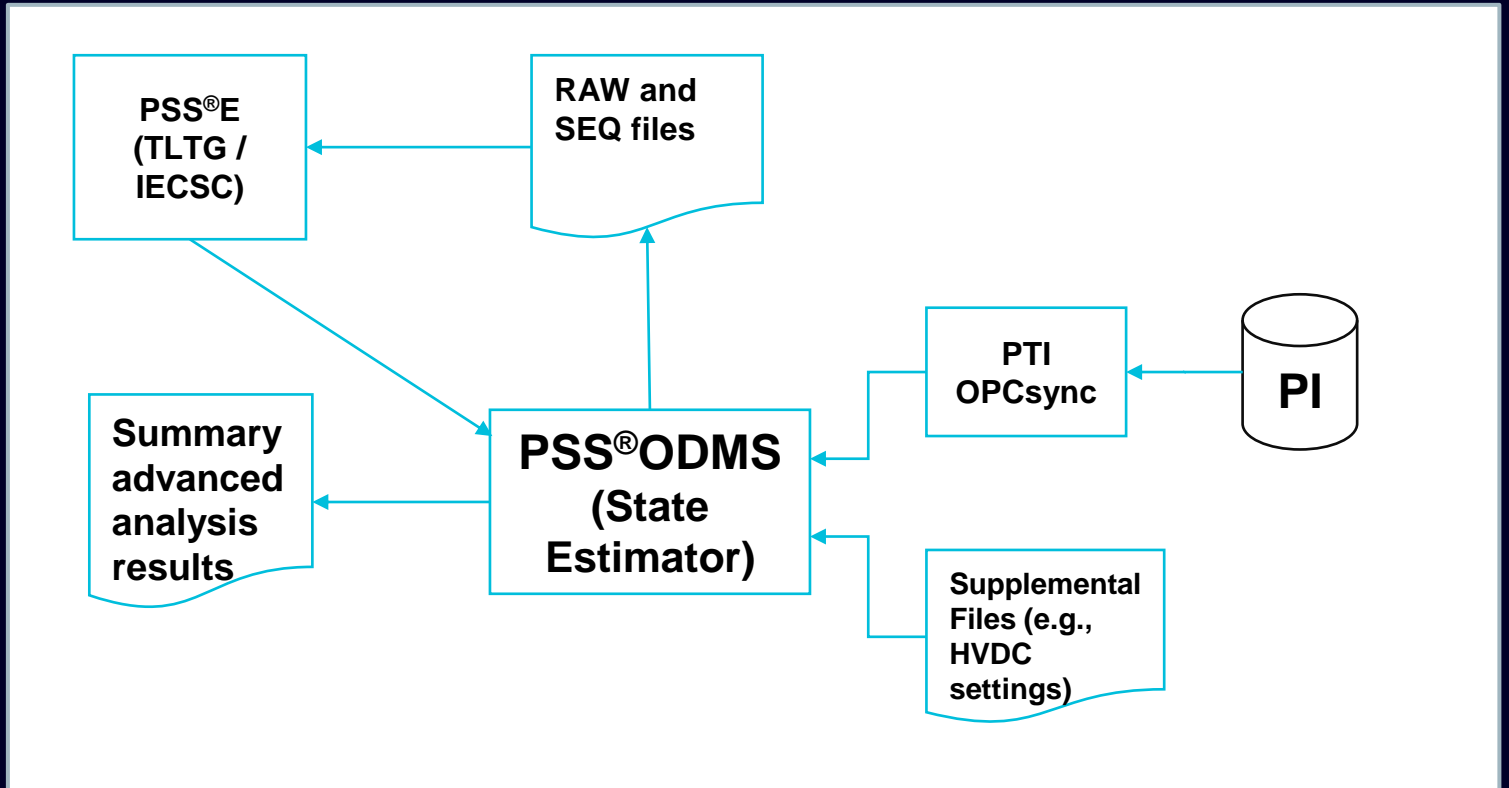 PSS®E
(TLTG /
IECSC)
RAW and
SEQ files
PTI
OPCsync
PI
Summary
advanced
analysis
results
PSS®ODMS
(State
Estimator)
Supplemental
Files (e.g.,
HVDC
settings)